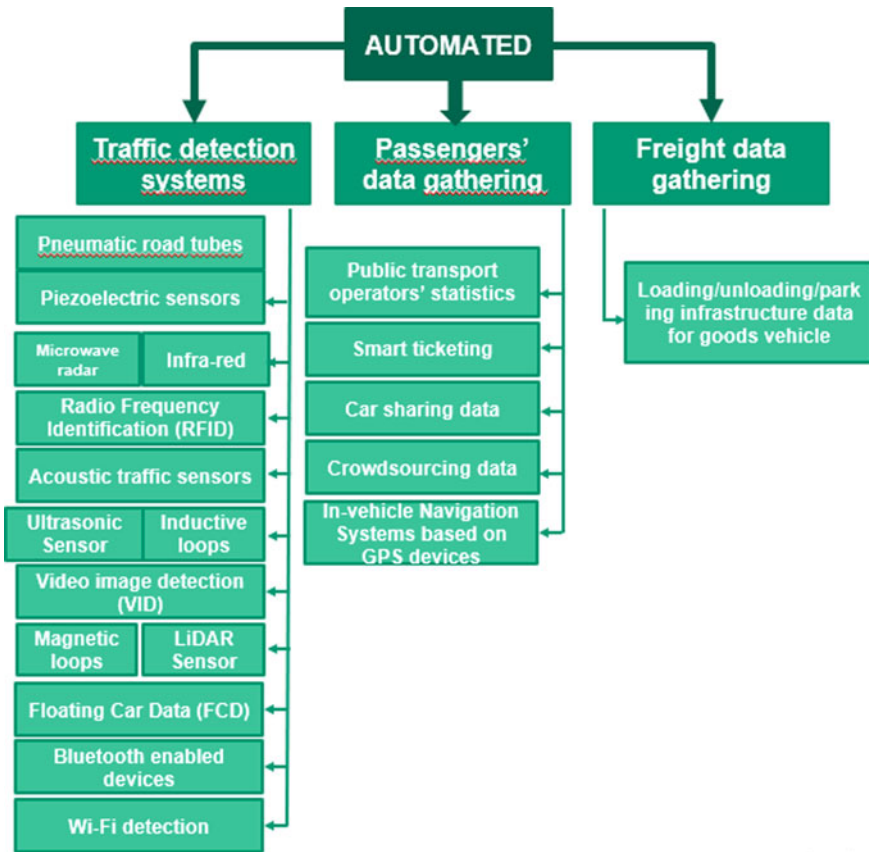 AUTOMATED
Traffic detection
systems
Passengers’
data gathering
Freight data
gathering
Pneumatic road tubes
Piezoelectric sensors
Microwave
radar
Infra-red
Radio Frequency
Identification (RFID)
Acoustic traffic sensors
Ultrasonic
Sensor
Inductive
loops
Video image detection
(VID)
Magnetic
loops
LiDAR
Sensor
Floating Car Data (FCD)
Bluetooth enabled
devices
Wi-Fi detection
Public transport
operators’ statistics
Smart ticketing
Car sharing data
Crowdsourcing data
In-vehicle Navigation
Systems based on
GPS devices
Loading/unloading/park
ing infrastructure data
for goods vehicle